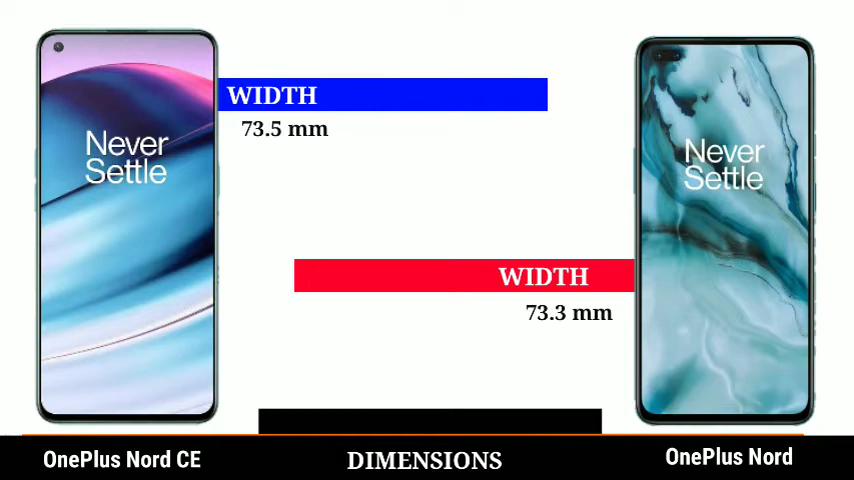 Never
Settle
WIDTH
73.5 mm
Never
Settle
WIDTH
73.3 mm
OnePlus Nord CE
DIMENSIONS
OnePlus Nord